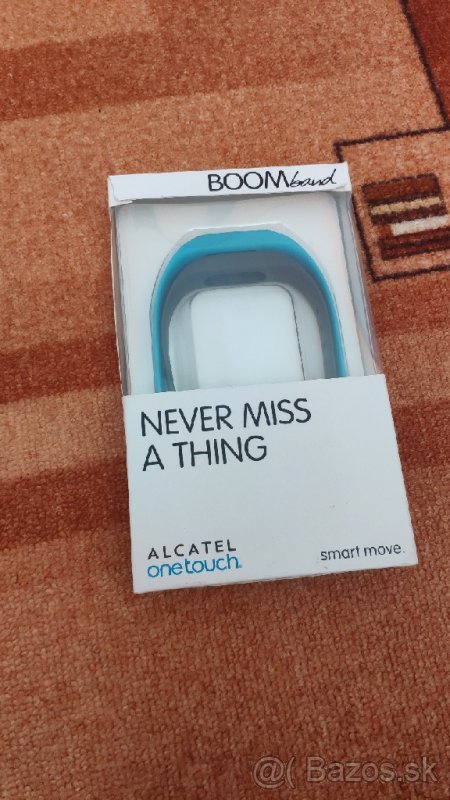 BOOMband
NEVER MISS
A THING
ALCATEL
onetouch.
smart move.
@( Bazos.sk